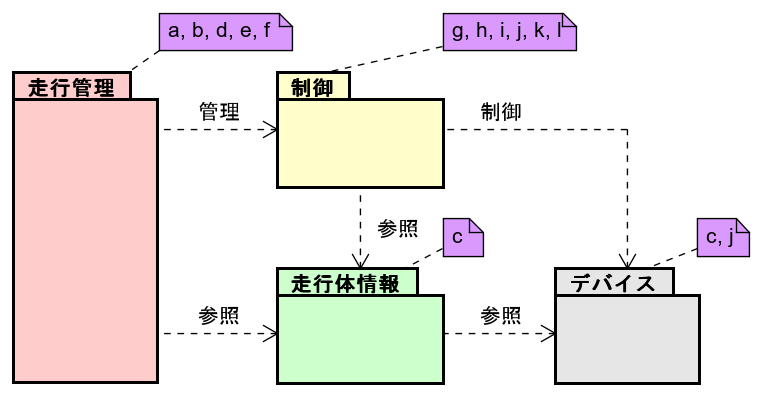 a, b, d, e, f
g, h, i, j, k, l
走行管理
制御
管理
制御
参照
c
c, j
走行体情報
デバイス
参照
参照